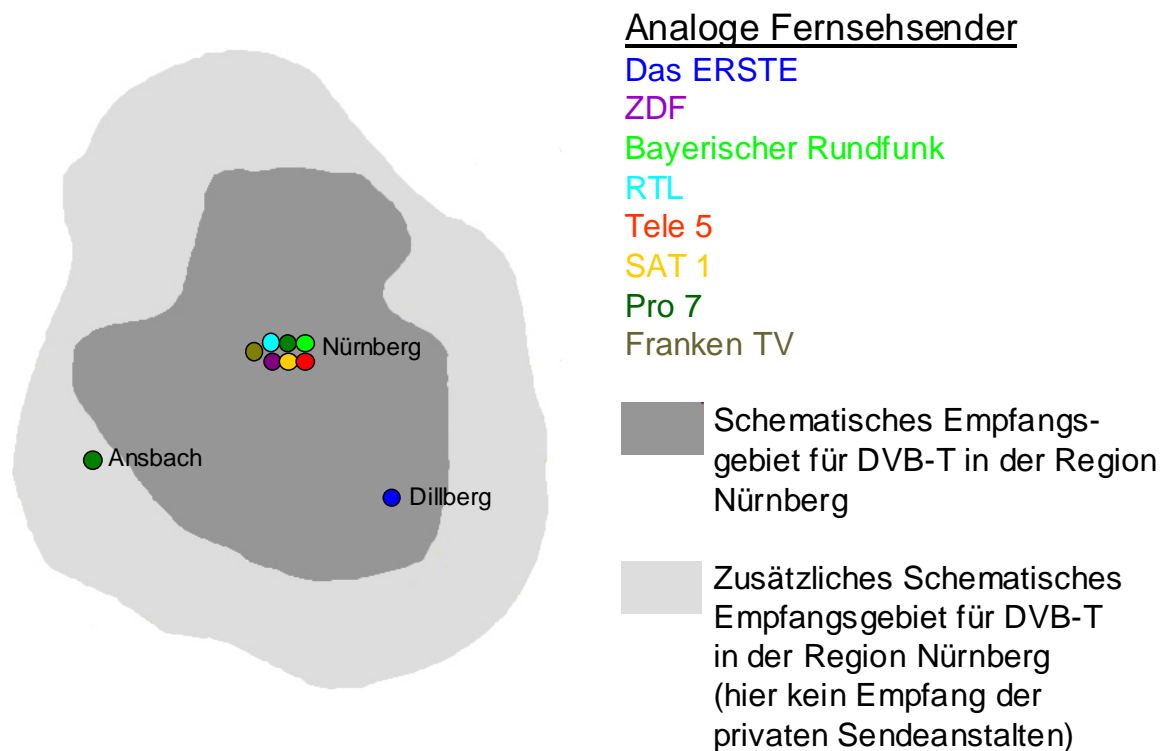 Analoge Fernsehsender
Das ERSTE
ZDF
Bayerischer Rundfunk
RTL
Tele 5
SAT 1
Pro 7
Franken TV
Nürnberg
Ansbach
Dillberg
Schematisches Empfangs-
gebiet für DVB-T in der Region
Nürnberg
Zusätzliches Schematisches
Empfangsgebiet für DVB-T
in der Region Nürnberg
(hier kein Empfang der
privaten Sendeanstalten)